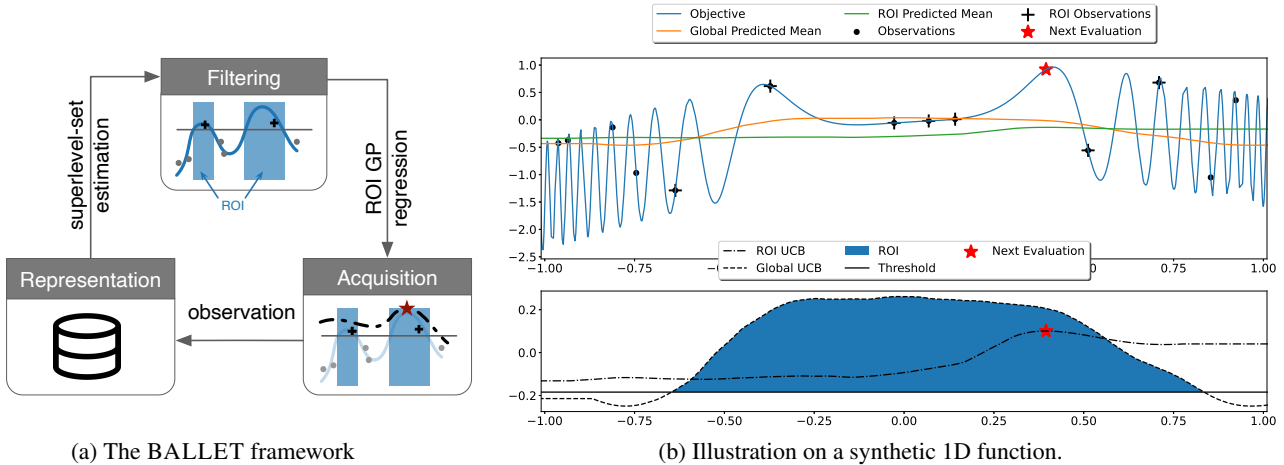 Filtering
superlevel-set
estimation
ROI
ROI GP
regression
Representation
Acquisition
observation
(a) The BALLET framework
Objective
Global Predicted Mean
ROI Predicted Mean
Observations
ROI Observations
Next Evaluation
1.0
0.5
0.0
−0.5
−1.0
−1.5
−2.0
−2.5
−1.00
−0.75
0.75
1.00
ROI UCB
Global UCB
ROI
Threshold
Next Evaluation
0.2
0.0
−0.2
−1.00
−0.75
−0.50
−0.25
0.00
0.25
0.50
0.75
1.00
(b) Illustration on a synthetic 1D function.